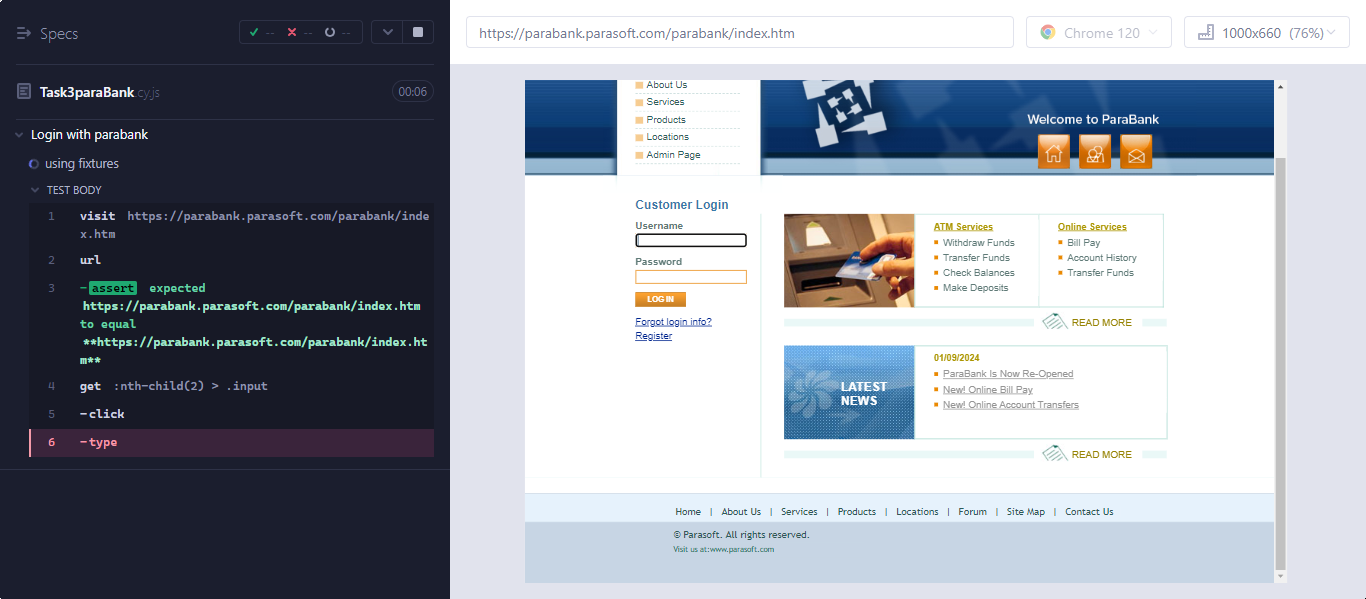 Specs
-- -- --
Task3paraBank.cy.js
00:06
Login with parabank
using fixtures
TEST BODY
1 visit https://parabank.parasoft.com/parabank/inde
x.htm
2 url
3 -assert expected
https://parabank.parasoft.com/parabank/index.htm
to equal
**https://parabank.parasoft.com/parabank/index.ht
m**
4 get :nth-child(2) > .input
5 -click
6 -type
https://parabank.parasoft.com/parabank/index.htm
Chrome 120
1000x660 (76%)
About Us
Services
Products
Locations
Admin Page
Welcome to ParaBank
Customer Login
Username
Password
LOG IN
Forgot login info?
Register
ATM Services
Withdraw Funds
Transfer Funds
Check Balances
Make Deposits
Online Services
Bill Pay
Account History
Transfer Funds
READ MORE
LATEST
NEWS
01/09/2024
ParaBank Is Now Re-Opened
New! Online Bill Pay
New! Online Account Transfers
READ MORE
Home | About Us | Services | Products | Locations | Forum | Site Map | Contact Us
© Parasoft. All rights reserved.
Visit us at:www.parasoft.com